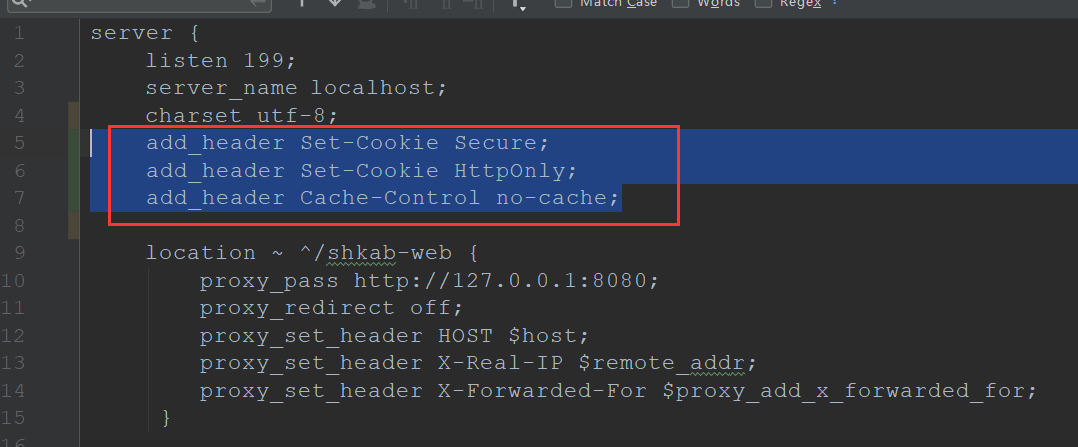 Match Case Words Regex ?
1 server {
2 listen 199;
3 server_name localhost;
4 charset utf-8;
5 add_header Set-Cookie Secure;
6 add_header Set-Cookie HttpOnly;
7 add_header Cache-Control no-cache;
8
9 location ~ ^/shkab-web {
10 proxy_pass http://127.0.0.1:8080;
11 proxy_redirect off;
12 proxy_set_header HOST $host;
13 proxy_set_header X-Real-IP $remote_addr;
14 proxy_set_header X-Forwarded-For $proxy_add_x_forwarded_for;
15 }
16